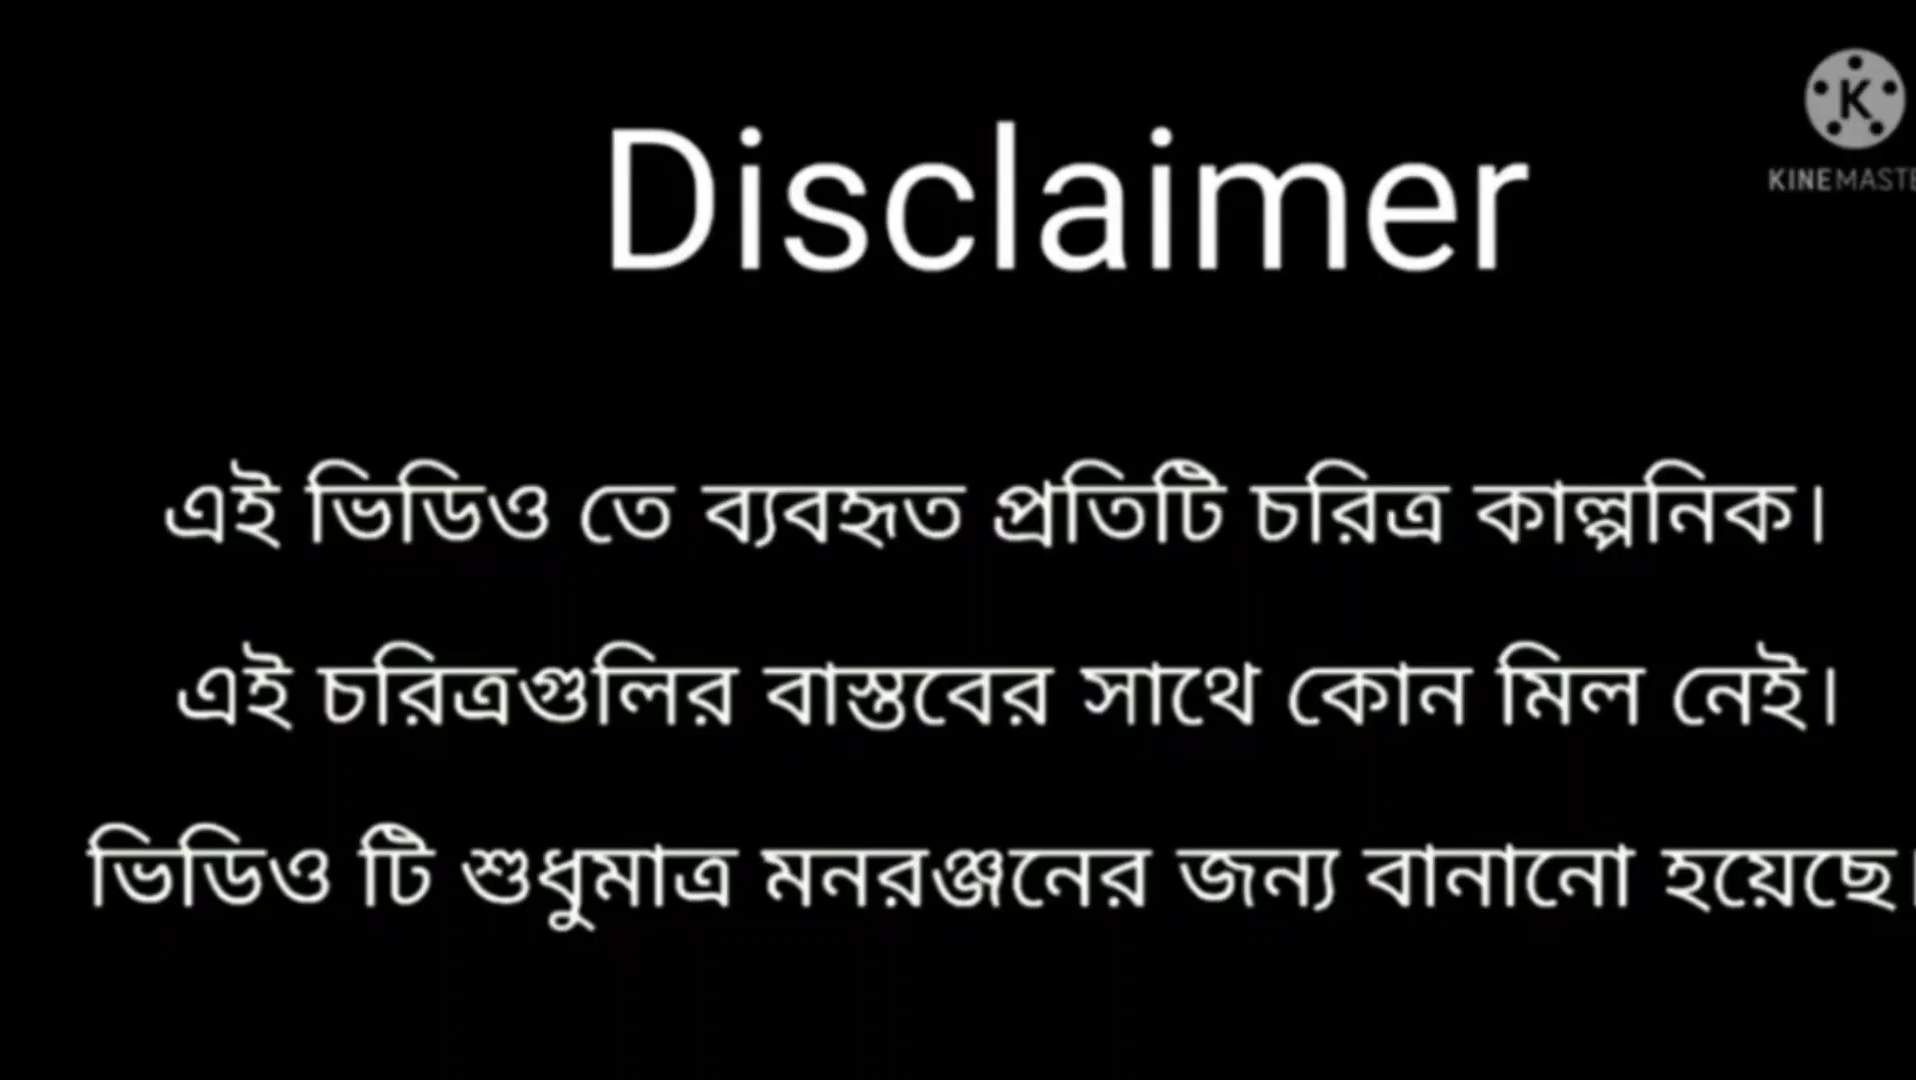 Disclaimer
KINEMASTE
এই ভিডিও তে ব্যবহৃত প্রতিটি চরিত্র কাল্পনিক।
এই চরিত্রগুলির বাস্তবের সাথে কোন মিল নেই।
ভিডিও টি শুধুমাত্র মনরঞ্জনের জন্য বানানো হয়েছে।